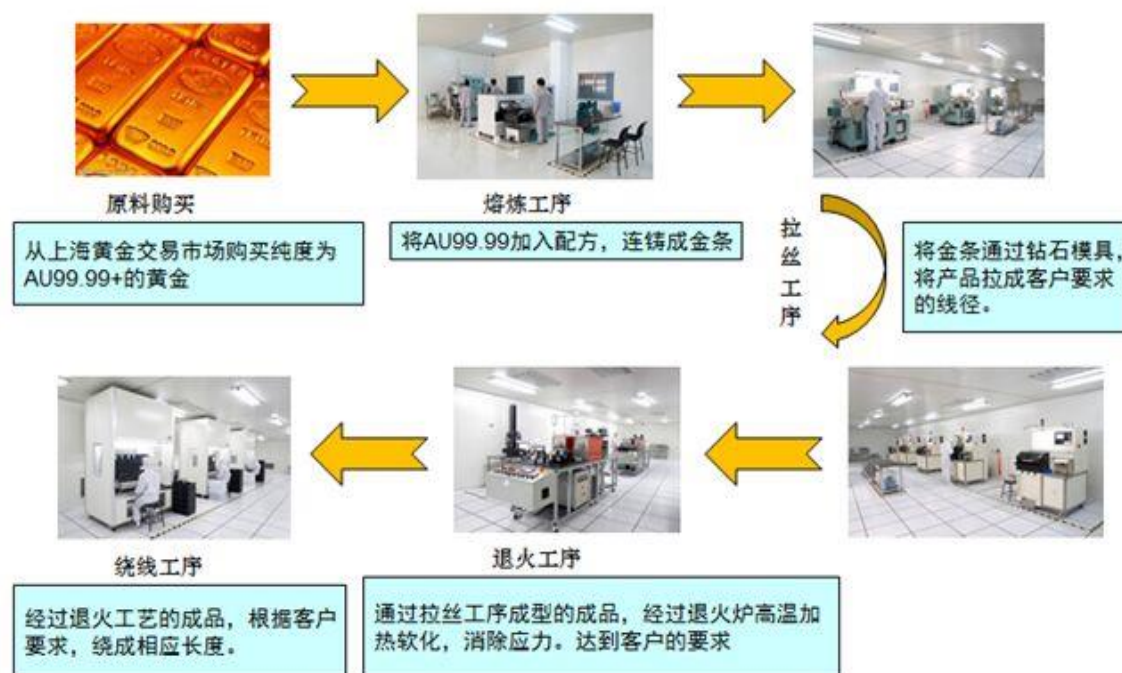 原料购买
从上海黄金交易市场购买纯度为
AU99.99+的黄金
熔炼工序
将AU99.99加入配方，连铸成金条
拉丝工序
将金条通过钻石模具，
将产品拉成客户要求
的线径。
退火工序
通过拉丝工序成型的成品，经过退火炉高温加
热软化，消除应力。达到客户的要求
绕线工序
经过退火工艺的成品，根据客户
要求，绕成相应长度。